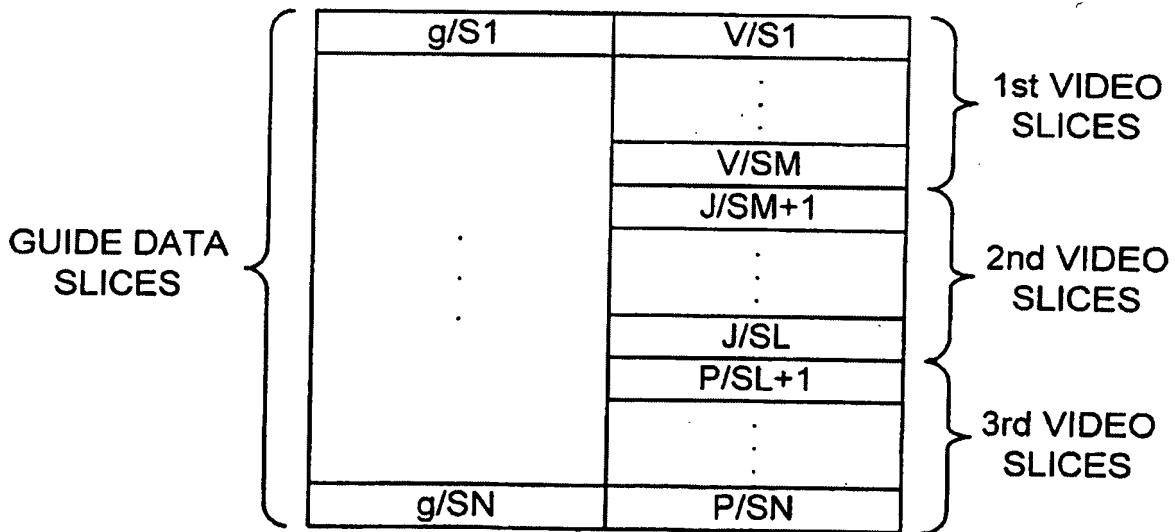 g/S1 V/S1
1st VIDEO
SLICES
V/SM
J/SM+1
GUIDE DATA
SLICES
2nd VIDEO
SLICES
J/SL
P/SL+1
3rd VIDEO
SLICES
g/SN P/SN